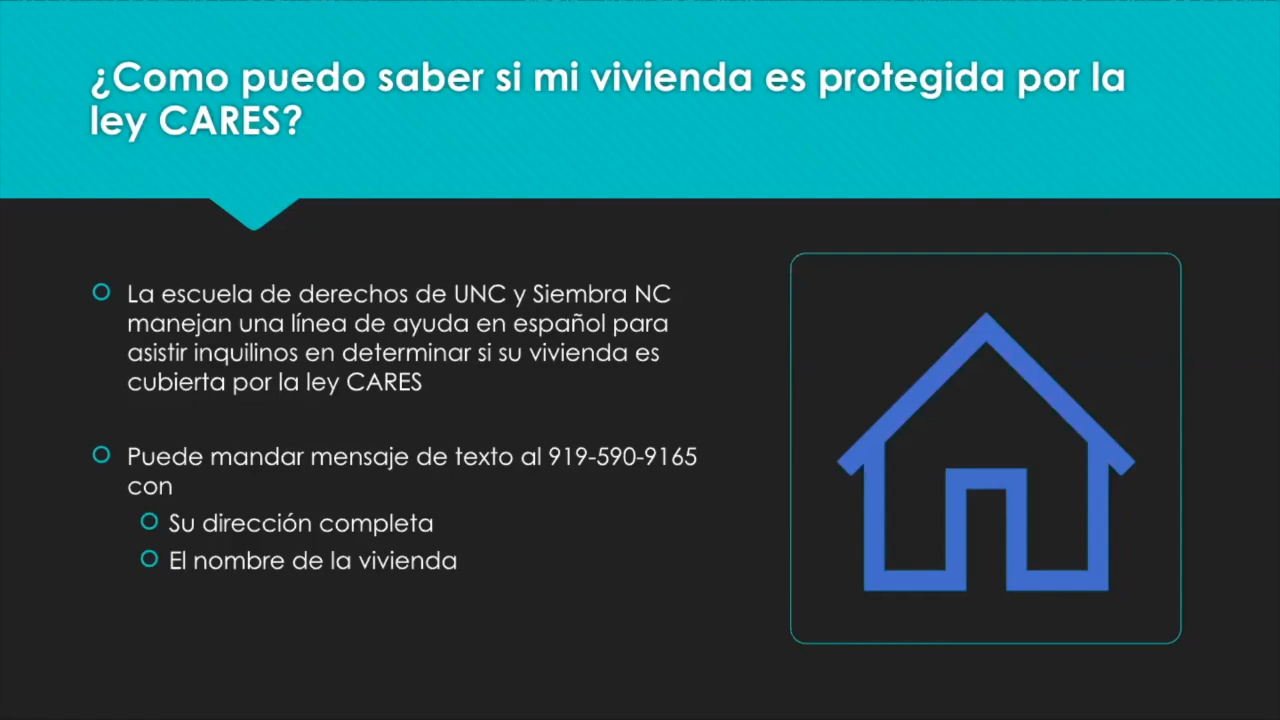 ¿Como puedo saber si mi vivienda es protegida por la
ley CARES?
La escuela de derechos de UNC y Siembra NC
manejan una línea de ayuda en español para
asistir inquilinos en determinar si su vivienda es
cubierta por la ley CARES
Puede mandar mensaje de texto al 919-590-9165
con
Su dirección completa
El nombre de la vivienda